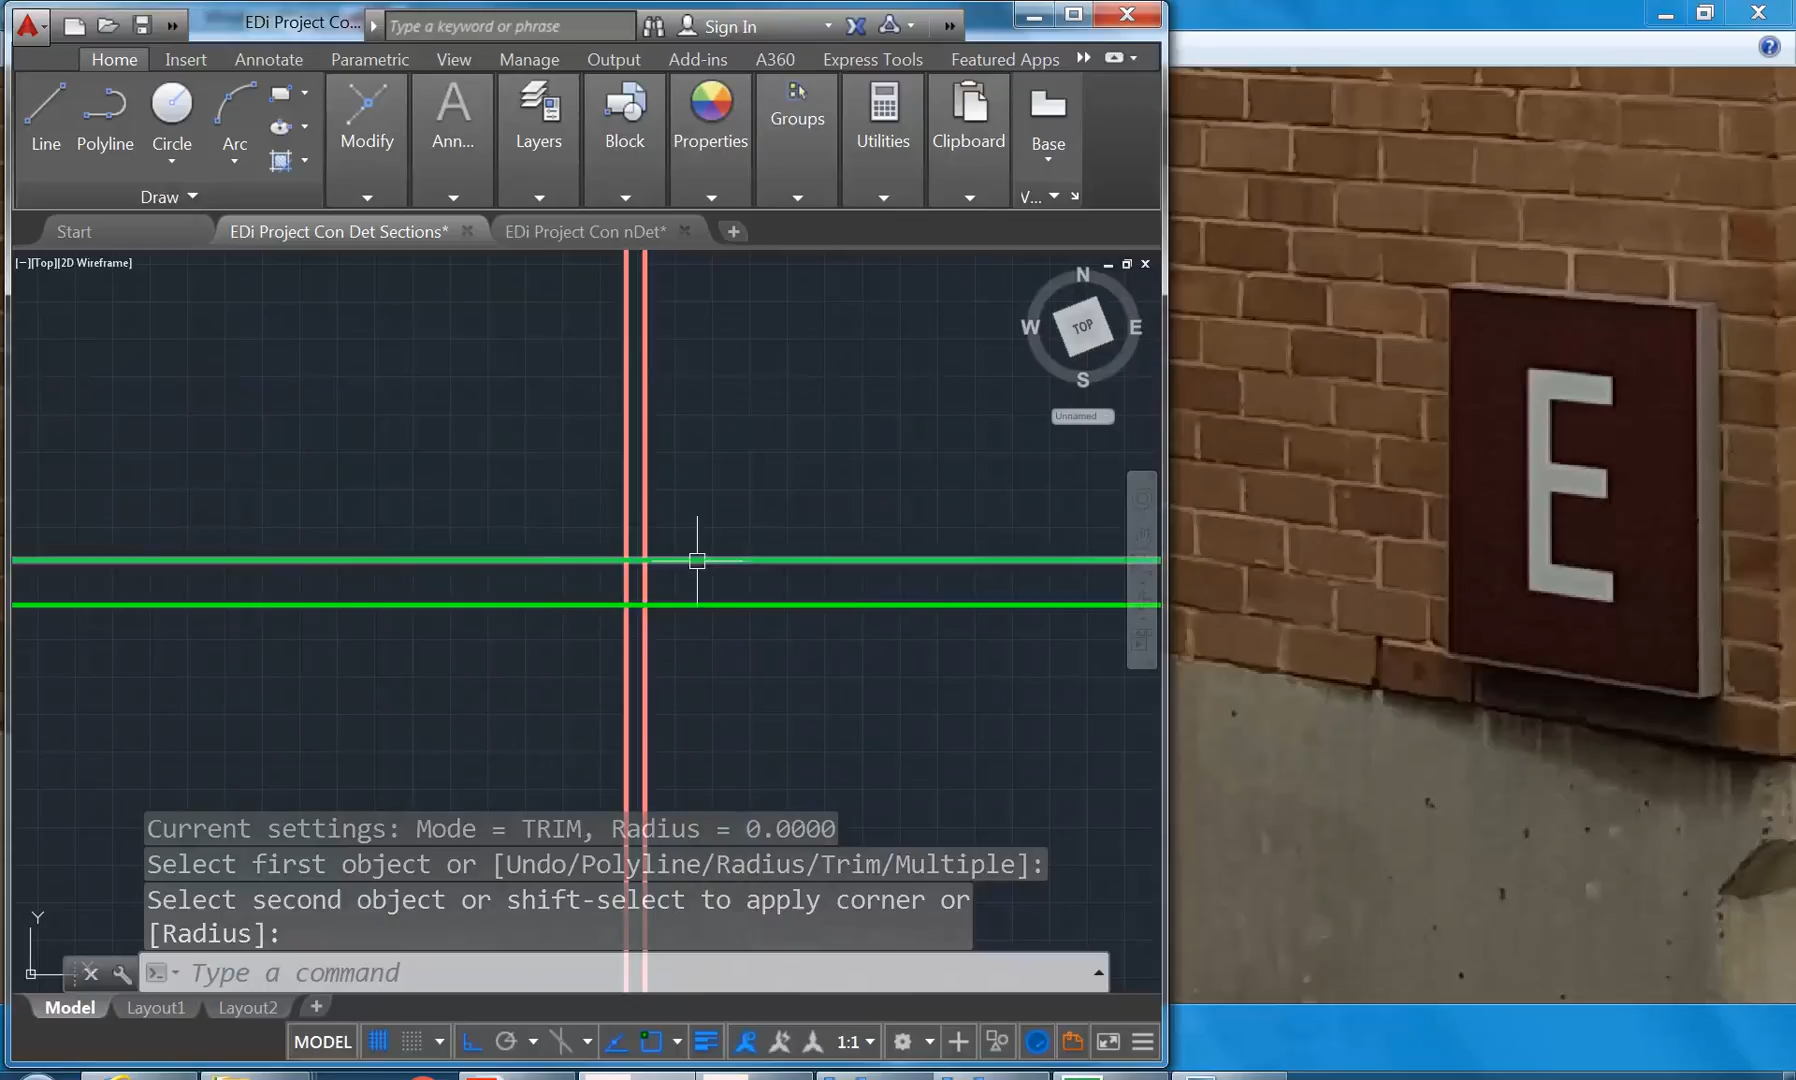 EDi Project Co...
Type a keyword or phrase
Sign In
Home Insert Annotate Parametric View Manage Output Add-ins A360 Express Tools Featured Apps
Line Polyline Circle Arc Modify Ann... Layers Block Properties Groups Utilities Clipboard Base
Draw V...
Start EDi Project Con Det Sections* EDi Project Con nDet*
[−][Top][2D Wireframe]
N
W TOP E
S
Unnamed
E
Current settings: Mode = TRIM, Radius = 0.0000
Select first object or [Undo/Polyline/Radius/Trim/Multiple]:
Select second object or shift-select to apply corner or
[Radius]:
Y
Type a command
Model Layout1 Layout2
MODEL 1:1